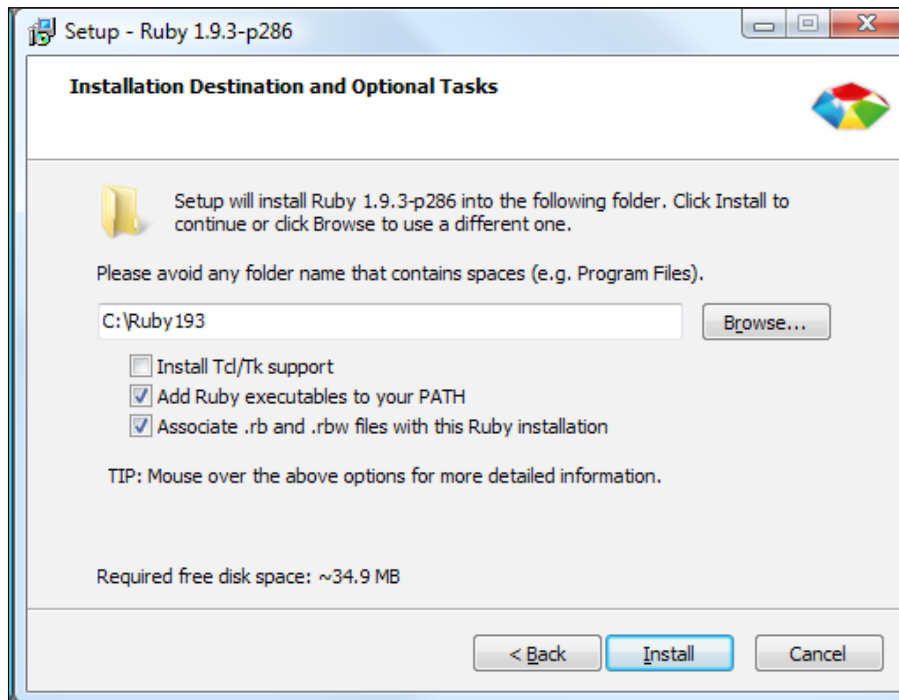 Setup - Ruby 1.9.3-p286
Installation Destination and Optional Tasks
Setup will install Ruby 1.9.3-p286 into the following folder. Click Install to
continue or click Browse to use a different one.
Please avoid any folder name that contains spaces (e.g. Program Files).
C:\Ruby193
Browse...
Install Tcl/Tk support
Add Ruby executables to your PATH
Associate .rb and .rbw files with this Ruby installation
TIP: Mouse over the above options for more detailed information.
Required free disk space: ~34.9 MB
< Back
Install
Cancel